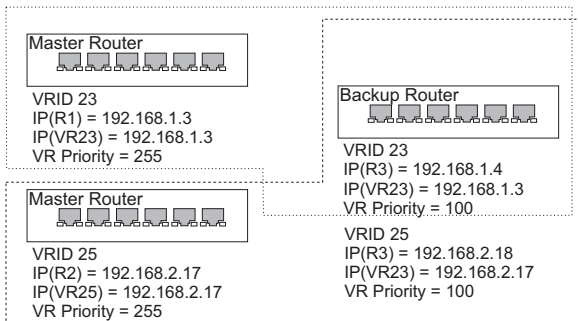 Master Router
VRID 23
IP(R1) = 192.168.1.3
IP(VR23) = 192.168.1.3
VR Priority = 255
Backup Router
VRID 23
IP(R3) = 192.168.1.4
IP(VR23) = 192.168.1.3
VR Priority = 100
Master Router
VRID 25
IP(R2) = 192.168.2.17
IP(VR25) = 192.168.2.17
VR Priority = 255
VRID 25
IP(R3) = 192.168.2.18
IP(VR23) = 192.168.2.17
VR Priority = 100